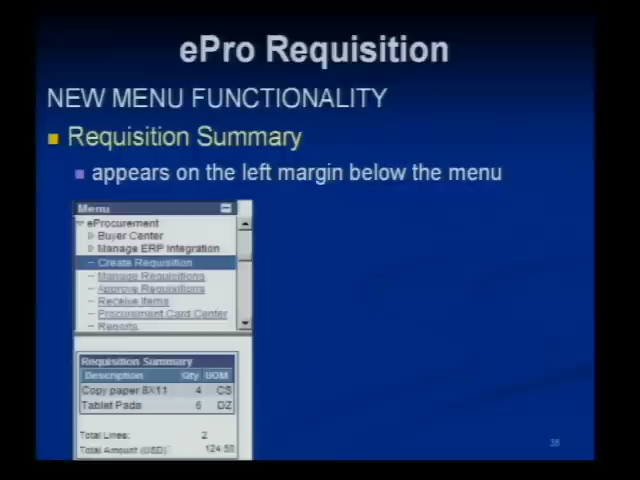 ePro Requisition
NEW MENU FUNCTIONALITY
Requisition Summary
appears on the left margin below the menu
Menu
eProcurement
Buyer Center
Manage ERP Integration
Create Requisition
Manage Requisitions
Approve Requisitions
Receive Items
Procurement Card Center
Reports
Requisition Summary
Description Qty UOM
Copy paper 8X11 4 CS
Tablet Pads 6 DZ
Total Lines: 2
Total Amount (USD) 124.50